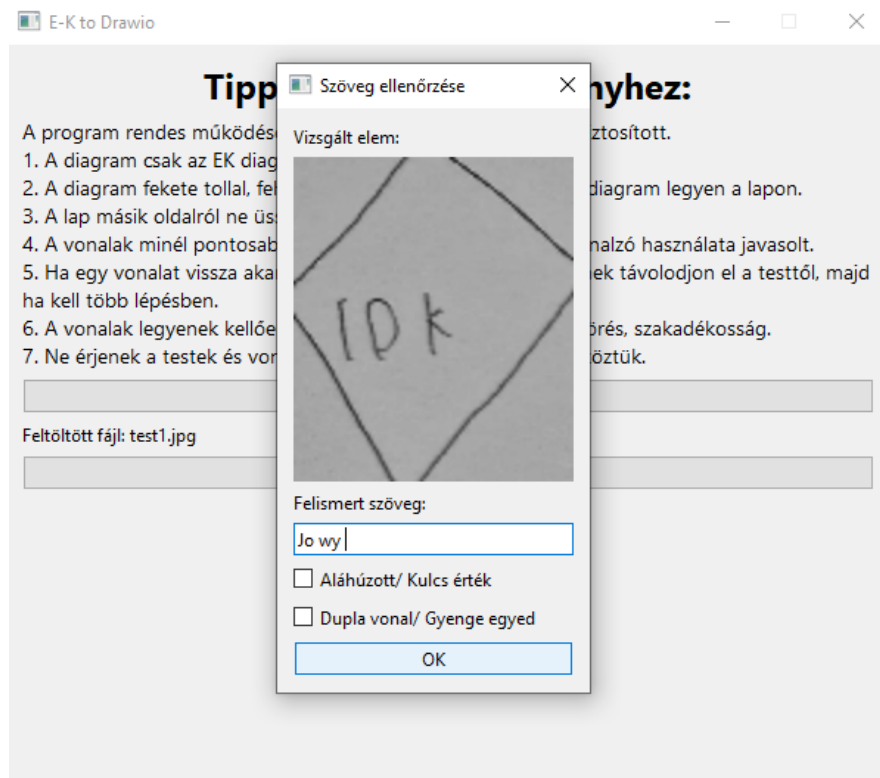 E-K to Drawio
Tipp
nyhez:
Szöveg ellenőrzése
A program rendes működés
ztosított.
Vizsgált elem:
1. A diagram csak az EK diag
2. A diagram fekete tollal, feh
diagram legyen a lapon.
3. A lap másik oldalról ne üs
4. A vonalak minél pontosab
nalzó használata javasolt.
5. Ha egy vonalat vissza aka
ek távolodjon el a testtől, majd
ha kell több lépésben.
6. A vonalak legyenek kellőe
örés, szakadékosság.
7. Ne érjenek a testek és vor
öztük.
IDK
Feltöltött fájl: test1.jpg
Felismert szöveg:
Jo wy
Aláhúzott/ Kulcs érték
Dupla vonal/ Gyenge egyed
OK